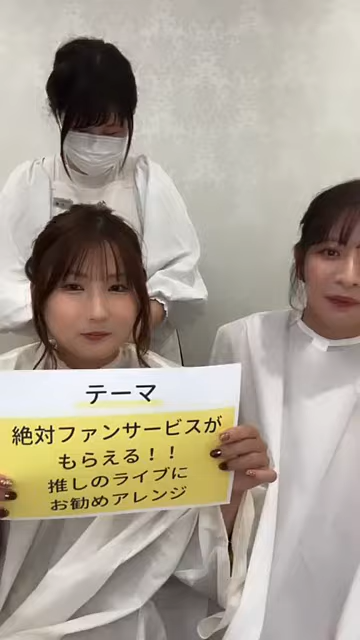 テーマ
絶対ファンサービスが
もらえる！！
推しのライブに
お勧めアレンジ